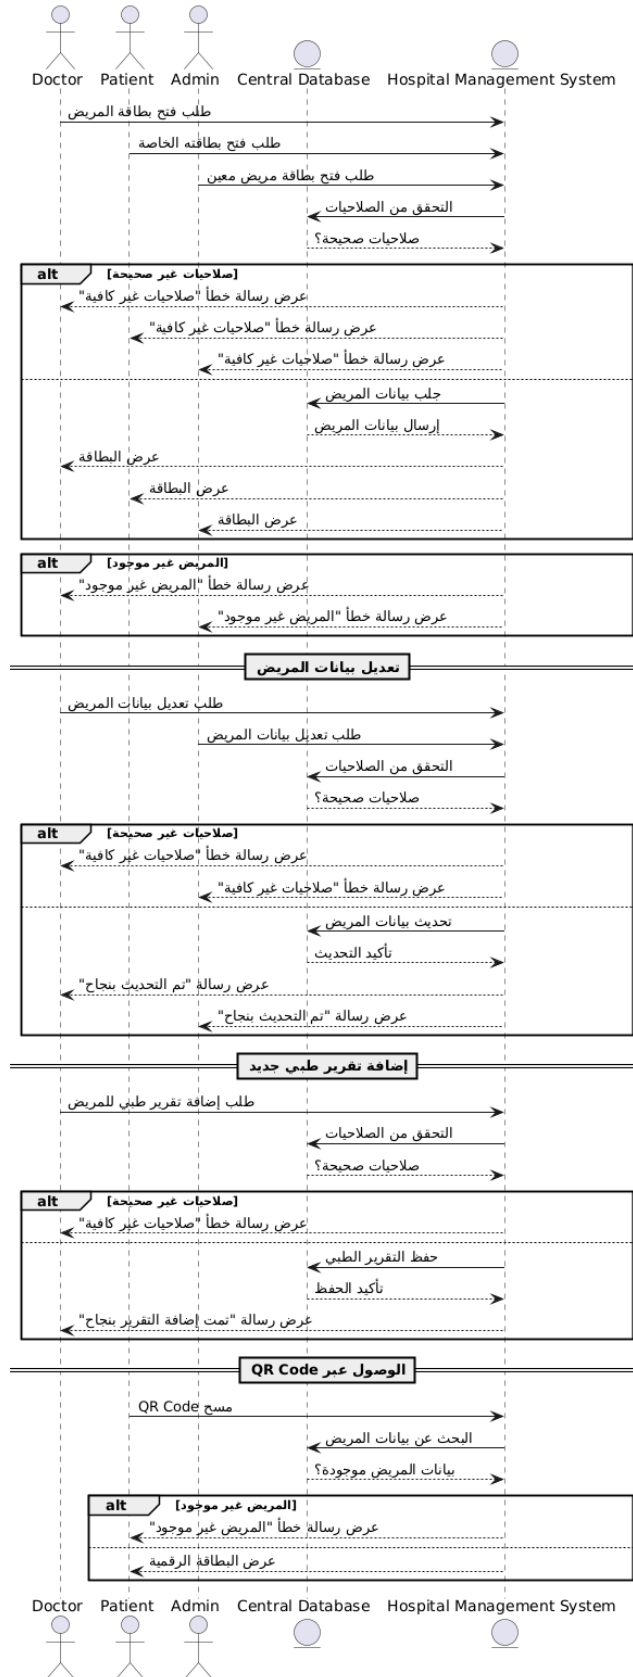 Doctor Patient Admin Central Database Hospital Management System
طلب فتح بطاقة المريض
طلب فتح بطاقته الخاصة
طلب فتح بطاقة مريض معين
التحقق من الصلاحيات
صلاحيات صحيحة؟
alt [صلاحيات غير صحيحة]
عرض رسالة خطأ "صلاحيات غير كافية"
عرض رسالة خطأ "صلاحيات غير كافية"
عرض رسالة خطأ "صلاحيات غير كافية"
جلب بيانات المريض
إرسال بيانات المريض
عرض البطاقة
عرض البطاقة
عرض البطاقة
alt [المريض غير موجود]
عرض رسالة خطأ "المريض غير موجود"
عرض رسالة خطأ "المريض غير موجود"
تعديل بيانات المريض
طلب تعديل بيانات المريض
طلب تعديل بيانات المريض
التحقق من الصلاحيات
صلاحيات صحيحة؟
alt [صلاحيات غير صحيحة]
عرض رسالة خطأ "صلاحيات غير كافية"
عرض رسالة خطأ "صلاحيات غير كافية"
تحديث بيانات المريض
تأكيد التحديث
عرض رسالة "تم التحديث بنجاح"
عرض رسالة "تم التحديث بنجاح"
إضافة تقرير طبي جديد
طلب إضافة تقرير طبي للمريض
التحقق من الصلاحيات
صلاحيات صحيحة؟
alt [صلاحيات غير صحيحة]
عرض رسالة خطأ "صلاحيات غير كافية"
حفظ التقرير الطبي
تأكيد الحفظ
عرض رسالة "تمت إضافة التقرير بنجاح"
الوصول عبر QR Code
مسح QR Code
البحث عن بيانات المريض
بيانات المريض موجودة؟
alt [المريض غير موجود]
عرض رسالة خطأ "المريض غير موجود"
عرض البطاقة الرقمية
Doctor Patient Admin Central Database Hospital Management System